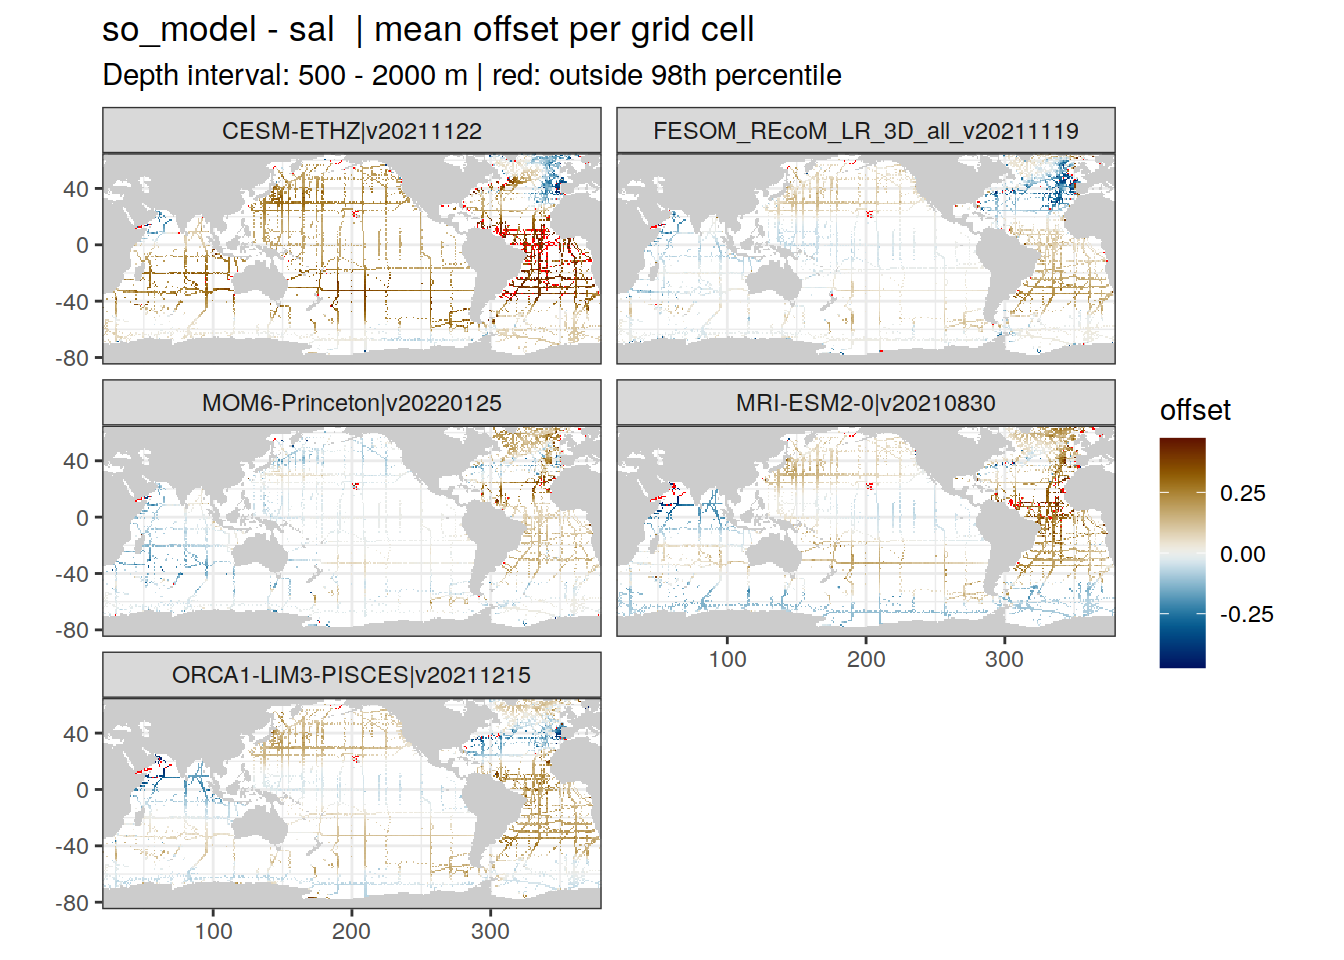 so_model - sal  | mean offset per grid cell
Depth interval: 500 - 2000 m | red: outside 98th percentile
CESM-ETHZ|v20211122
FESOM_REcoM_LR_3D_all_v20211119
40
0
-40
-80
MOM6-Princeton|v20220125
MRI-ESM2-0|v20210830
40
0
-40
-80
100
200
300
ORCA1-LIM3-PISCES|v20211215
40
0
-40
-80
100
200
300
offset
0.25
0.00
-0.25